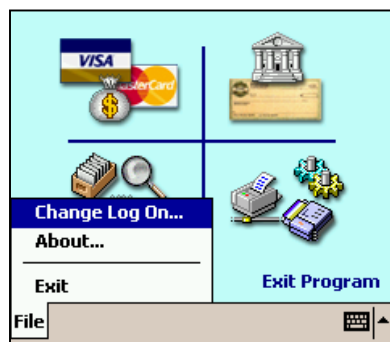 VISA
MasterCard
Change Log On...
About...
Exit
Exit Program
File